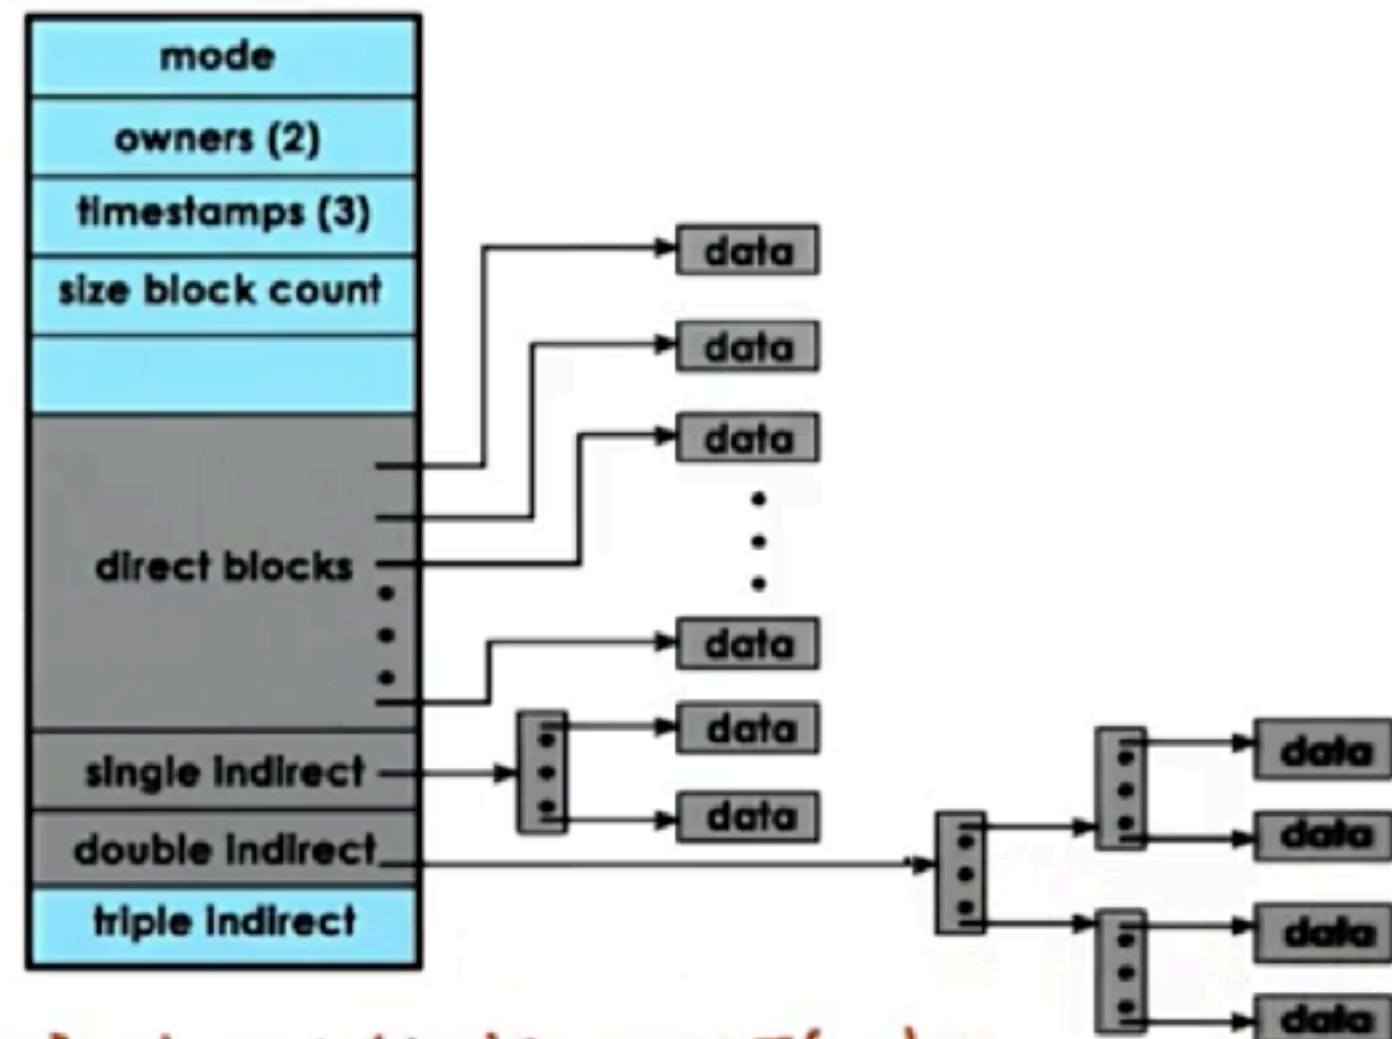 mode
owners (2)
timestamps (3)
size block count
direct blocks
single indirect
double indirect
triple indirect
data
data
data
data
data
data
data
data
data
data